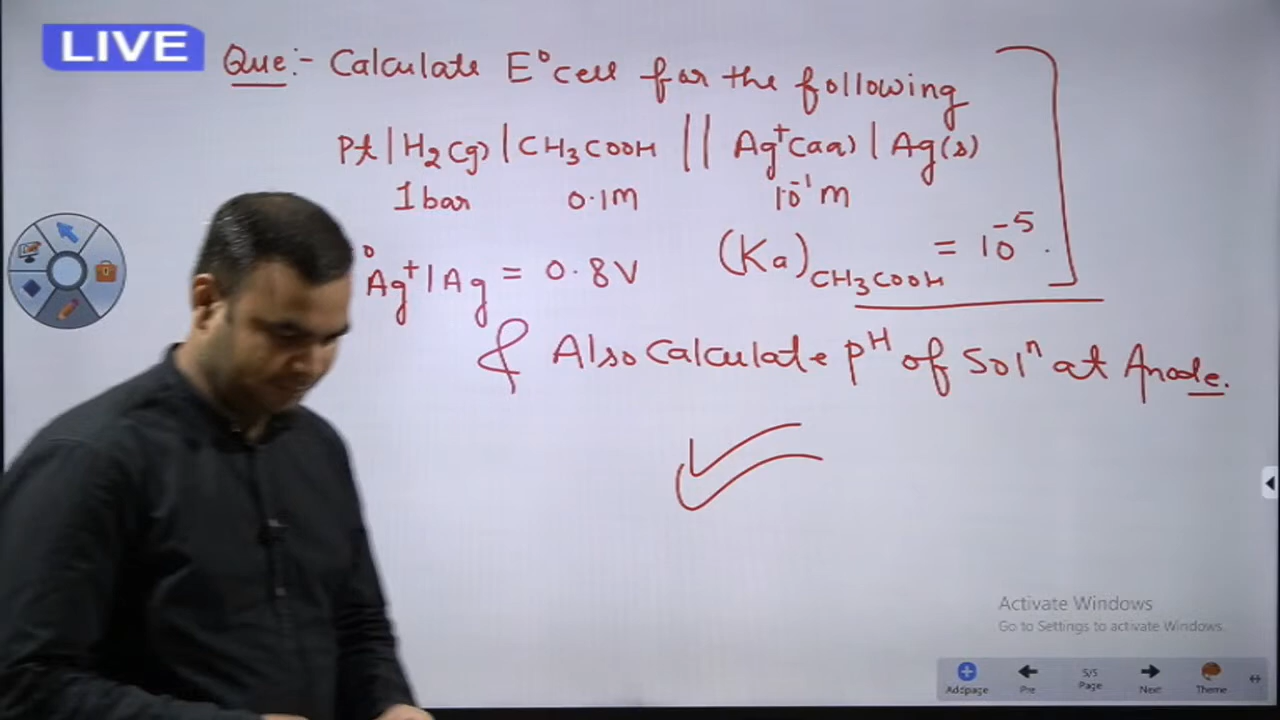 LIVE
Que:- Calculate E°cell for the following
Pt | H₂(g) | CH₃COOH || Ag⁺(aq) | Ag(s)
1 bar 0.1M 10⁻¹ M
° Ag⁺ | Ag = 0.8V (Ka)CH₃COOH = 10⁻⁵.
& Also Calculate pᴴ of Solⁿ at Anode.
Activate Windows
Go to Settings to activate Windows.
5/5
Addpage Pre Page Next Theme